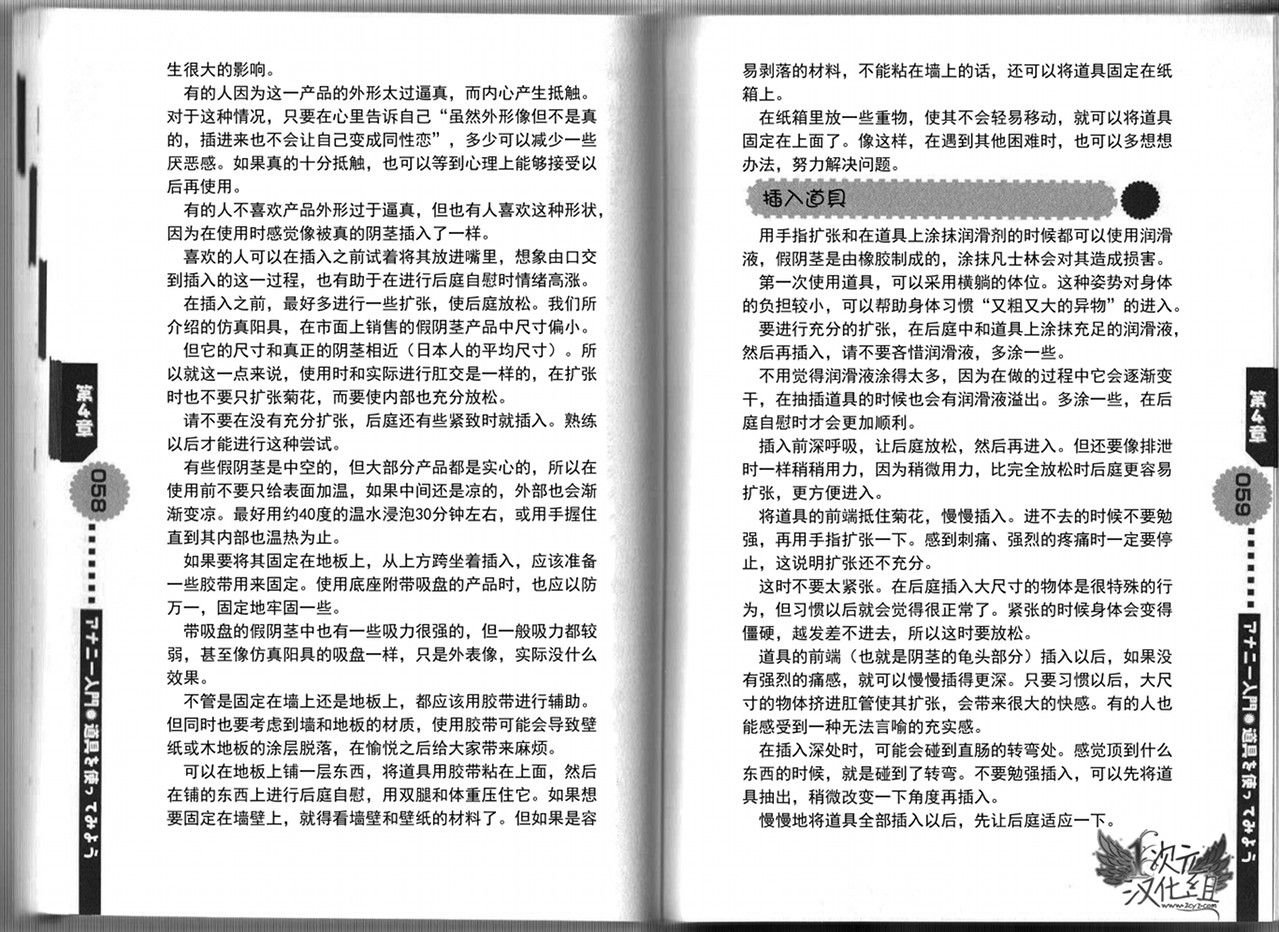 生很大的影响。
有的人因为这一产品的外形太过逼真，而内心产生抵触。
对于这种情况，只要在心里告诉自己“虽然外形像但不是真
的，插进来也不会让自己变成同性恋”，多少可以减少一些
厌恶感。如果真的十分抵触，也可以等到心理上能够接受以
后再使用。
有的人不喜欢产品外形过于逼真，但也有人喜欢这种形状，
因为在使用时感觉像被真的阴茎插入了一样。
喜欢的人可以在插入之前试着将其放进嘴里，想象由口交
到插入的这一过程，也有助于在进行后庭自慰时情绪高涨。
在插入之前，最好多进行一些扩张，使后庭放松。我们所
介绍的仿真阳具，在市面上销售的假阴茎产品中尺寸偏小。
但它的尺寸和真正的阴茎相近（日本人的平均尺寸）。所
以就这一点来说，使用时和实际进行肛交是一样的，在扩张
时也不要只扩张菊花，而要使内部也充分放松。
请不要在没有充分扩张，后庭还有些紧致时就插入。熟练
以后才能进行这种尝试。
有些假阴茎是中空的，但大部分产品都是实心的，所以在
使用前不要只给表面加温，如果中间还是凉的，外部也会渐
渐变凉。最好用约40度的温水浸泡30分钟左右，或用手握住
直到其内部也温热为止。
如果要将其固定在地板上，从上方跨坐着插入，应该准备
一些胶带用来固定。使用底座附带吸盘的产品时，也应以防
万一，固定地牢固一些。
带吸盘的假阴茎中也有一些吸力很强的，但一般吸力都较
弱，甚至像仿真阳具的吸盘一样，只是外表像，实际没什么
效果。
不管是固定在墙上还是地板上，都应该用胶带进行辅助。
但同时也要考虑到墙和地板的材质，使用胶带可能会导致壁
纸或木地板的涂层脱落，在愉悦之后给大家带来麻烦。
可以在地板上铺一层东西，将道具用胶带粘在上面，然后
在铺的东西上进行后庭自慰，用双腿和体重压住它。如果想
要固定在墙壁上，就得看墙壁和壁纸的材料了。但如果是容
第4章
058
アナニー入門●道具を使ってみよう
易剥落的材料，不能粘在墙上的话，还可以将道具固定在纸
箱上。
在纸箱里放一些重物，使其不会轻易移动，就可以将道具
固定在上面了。像这样，在遇到其他困难时，也可以多想想
办法，努力解决问题。
插入道具
用手指扩张和在道具上涂抹润滑剂的时候都可以使用润滑
液，假阴茎是由橡胶制成的，涂抹凡士林会对其造成损害。
第一次使用道具，可以采用横躺的体位。这种姿势对身体
的负担较小，可以帮助身体习惯“又粗又大的异物”的进入。
要进行充分的扩张，在后庭中和道具上涂抹充足的润滑液，
然后再插入，请不要吝惜润滑液，多涂一些。
不用觉得润滑液涂得太多，因为在做的过程中它会逐渐变
干，在抽插道具的时候也会有润滑液溢出。多涂一些，在后
庭自慰时才会更加顺利。
插入前深呼吸，让后庭放松，然后再进入。但还要像排泄
时一样稍稍用力，因为稍微用力，比完全放松时后庭更容易
扩张，更方便进入。
将道具的前端抵住菊花，慢慢插入。进不去的时候不要勉
强，再用手指扩张一下。感到刺痛、强烈的疼痛时一定要停
止，这说明扩张还不充分。
这时不要太紧张。在后庭插入大尺寸的物体是很特殊的行
为，但习惯以后就会觉得很正常了。紧张的时候身体会变得
僵硬，越发差不进去，所以这时要放松。
道具的前端（也就是阴茎的龟头部分）插入以后，如果没
有强烈的痛感，就可以慢慢插得更深。只要习惯以后，大尺
寸的物体挤进肛管使其扩张，会带来很大的快感。有的人也
能感受到一种无法言喻的充实感。
在插入深处时，可能会碰到直肠的转弯处。感觉顶到什么
东西的时候，就是碰到了转弯。不要勉强插入，可以先将道
具抽出，稍微改变一下角度再插入。
慢慢地将道具全部插入以后，先让后庭适应一下。
第4章
059
アナニー入門●道具を使ってみよう
次元
汉化组
www.2cyz.com